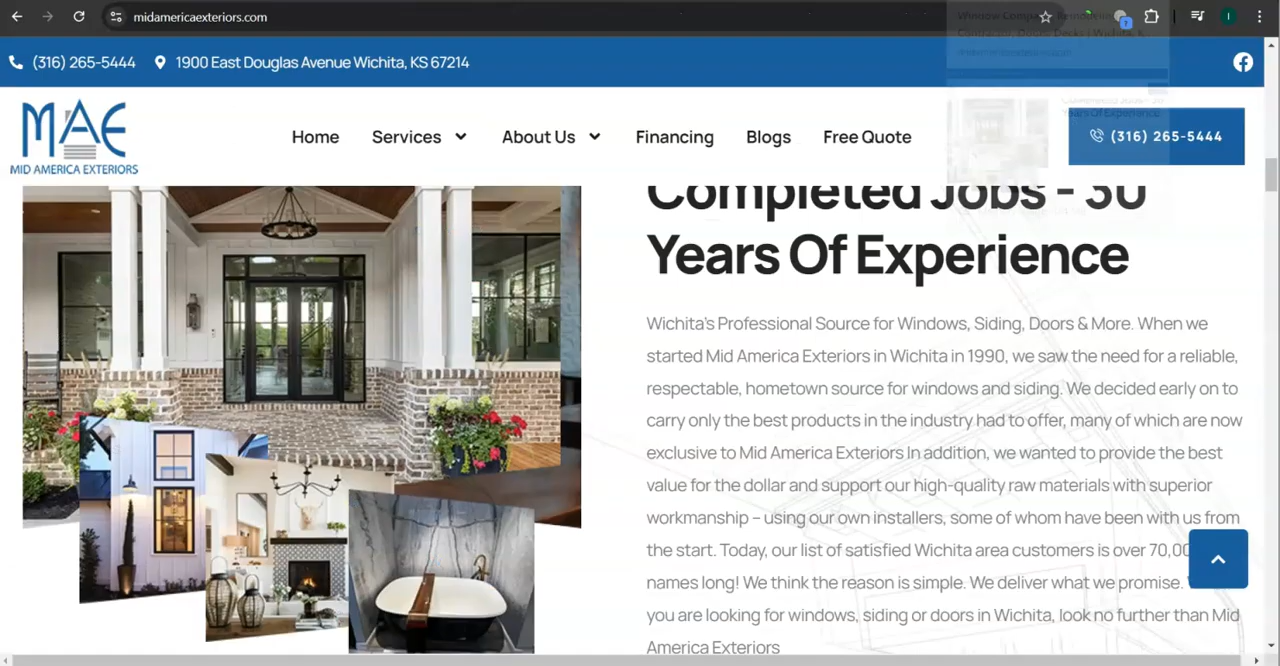 midamericaexteriors.com
(316) 265-5444
1900 East Douglas Avenue Wichita, KS 67214
MAE
MID AMERICA EXTERIORS
Home
Services
About Us
Financing
Blogs
Free Quote
(316) 265-5444
Completed Jobs - 30
Years Of Experience
Wichita's Professional Source for Windows, Siding, Doors & More. When we
started Mid America Exteriors in Wichita in 1990, we saw the need for a reliable,
respectable, hometown source for windows and siding. We decided early on to
carry only the best products in the industry had to offer, many of which are now
exclusive to Mid America Exteriors In addition, we wanted to provide the best
value for the dollar and support our high-quality raw materials with superior
workmanship – using our own installers, some of whom have been with us from
the start. Today, our list of satisfied Wichita area customers is over 70,00
names long! We think the reason is simple. We deliver what we promise.
you are looking for windows, siding or doors in Wichita, look no further than Mid
America Exteriors